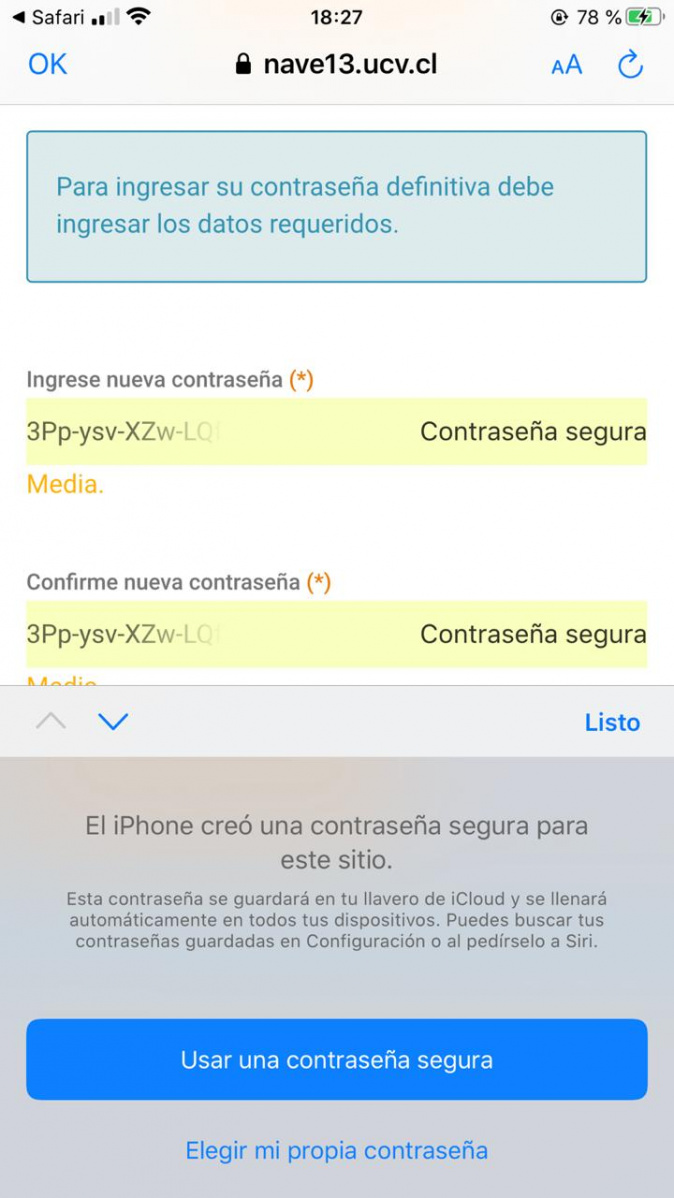 Safari 18:27 78 %
OK nave13.ucv.cl AA
Para ingresar su contraseña definitiva debe
ingresar los datos requeridos.
Ingrese nueva contraseña (*)
3Pp-ysv-XZw-LQ Contraseña segura
Media.
Confirme nueva contraseña (*)
3Pp-ysv-XZw-LQ Contraseña segura
Media
Listo
El iPhone creó una contraseña segura para
este sitio.
Esta contraseña se guardará en tu llavero de iCloud y se llenará
automáticamente en todos tus dispositivos. Puedes buscar tus
contraseñas guardadas en Configuración o al pedírselo a Siri.
Usar una contraseña segura
Elegir mi propia contraseña